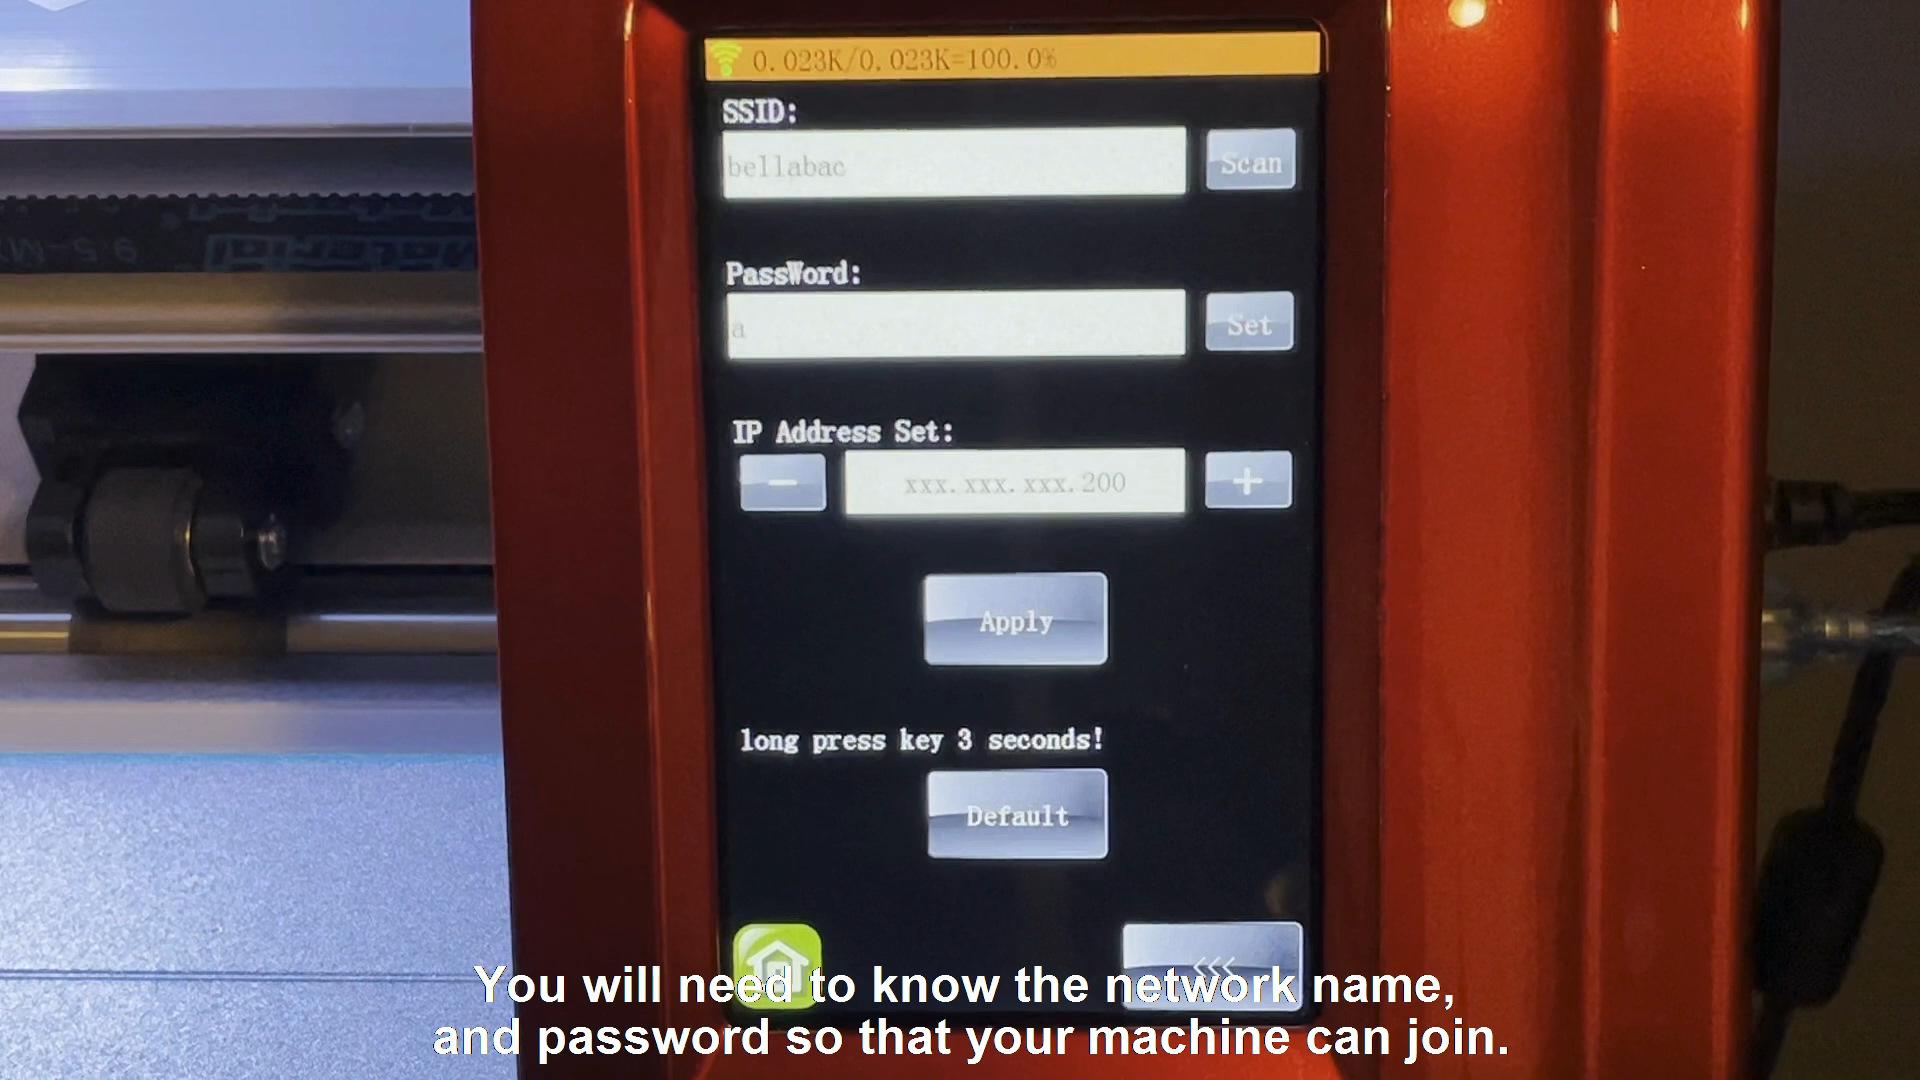 0.023K/0.023K=100.0%
SSID:
bellabac
Scan
PassWord:
a
Set
IP Address Set:
−
xxx.xxx.xxx.200
+
Apply
long press key 3 seconds!
Default
<<<
You will need to know the network name,
and password so that your machine can join.